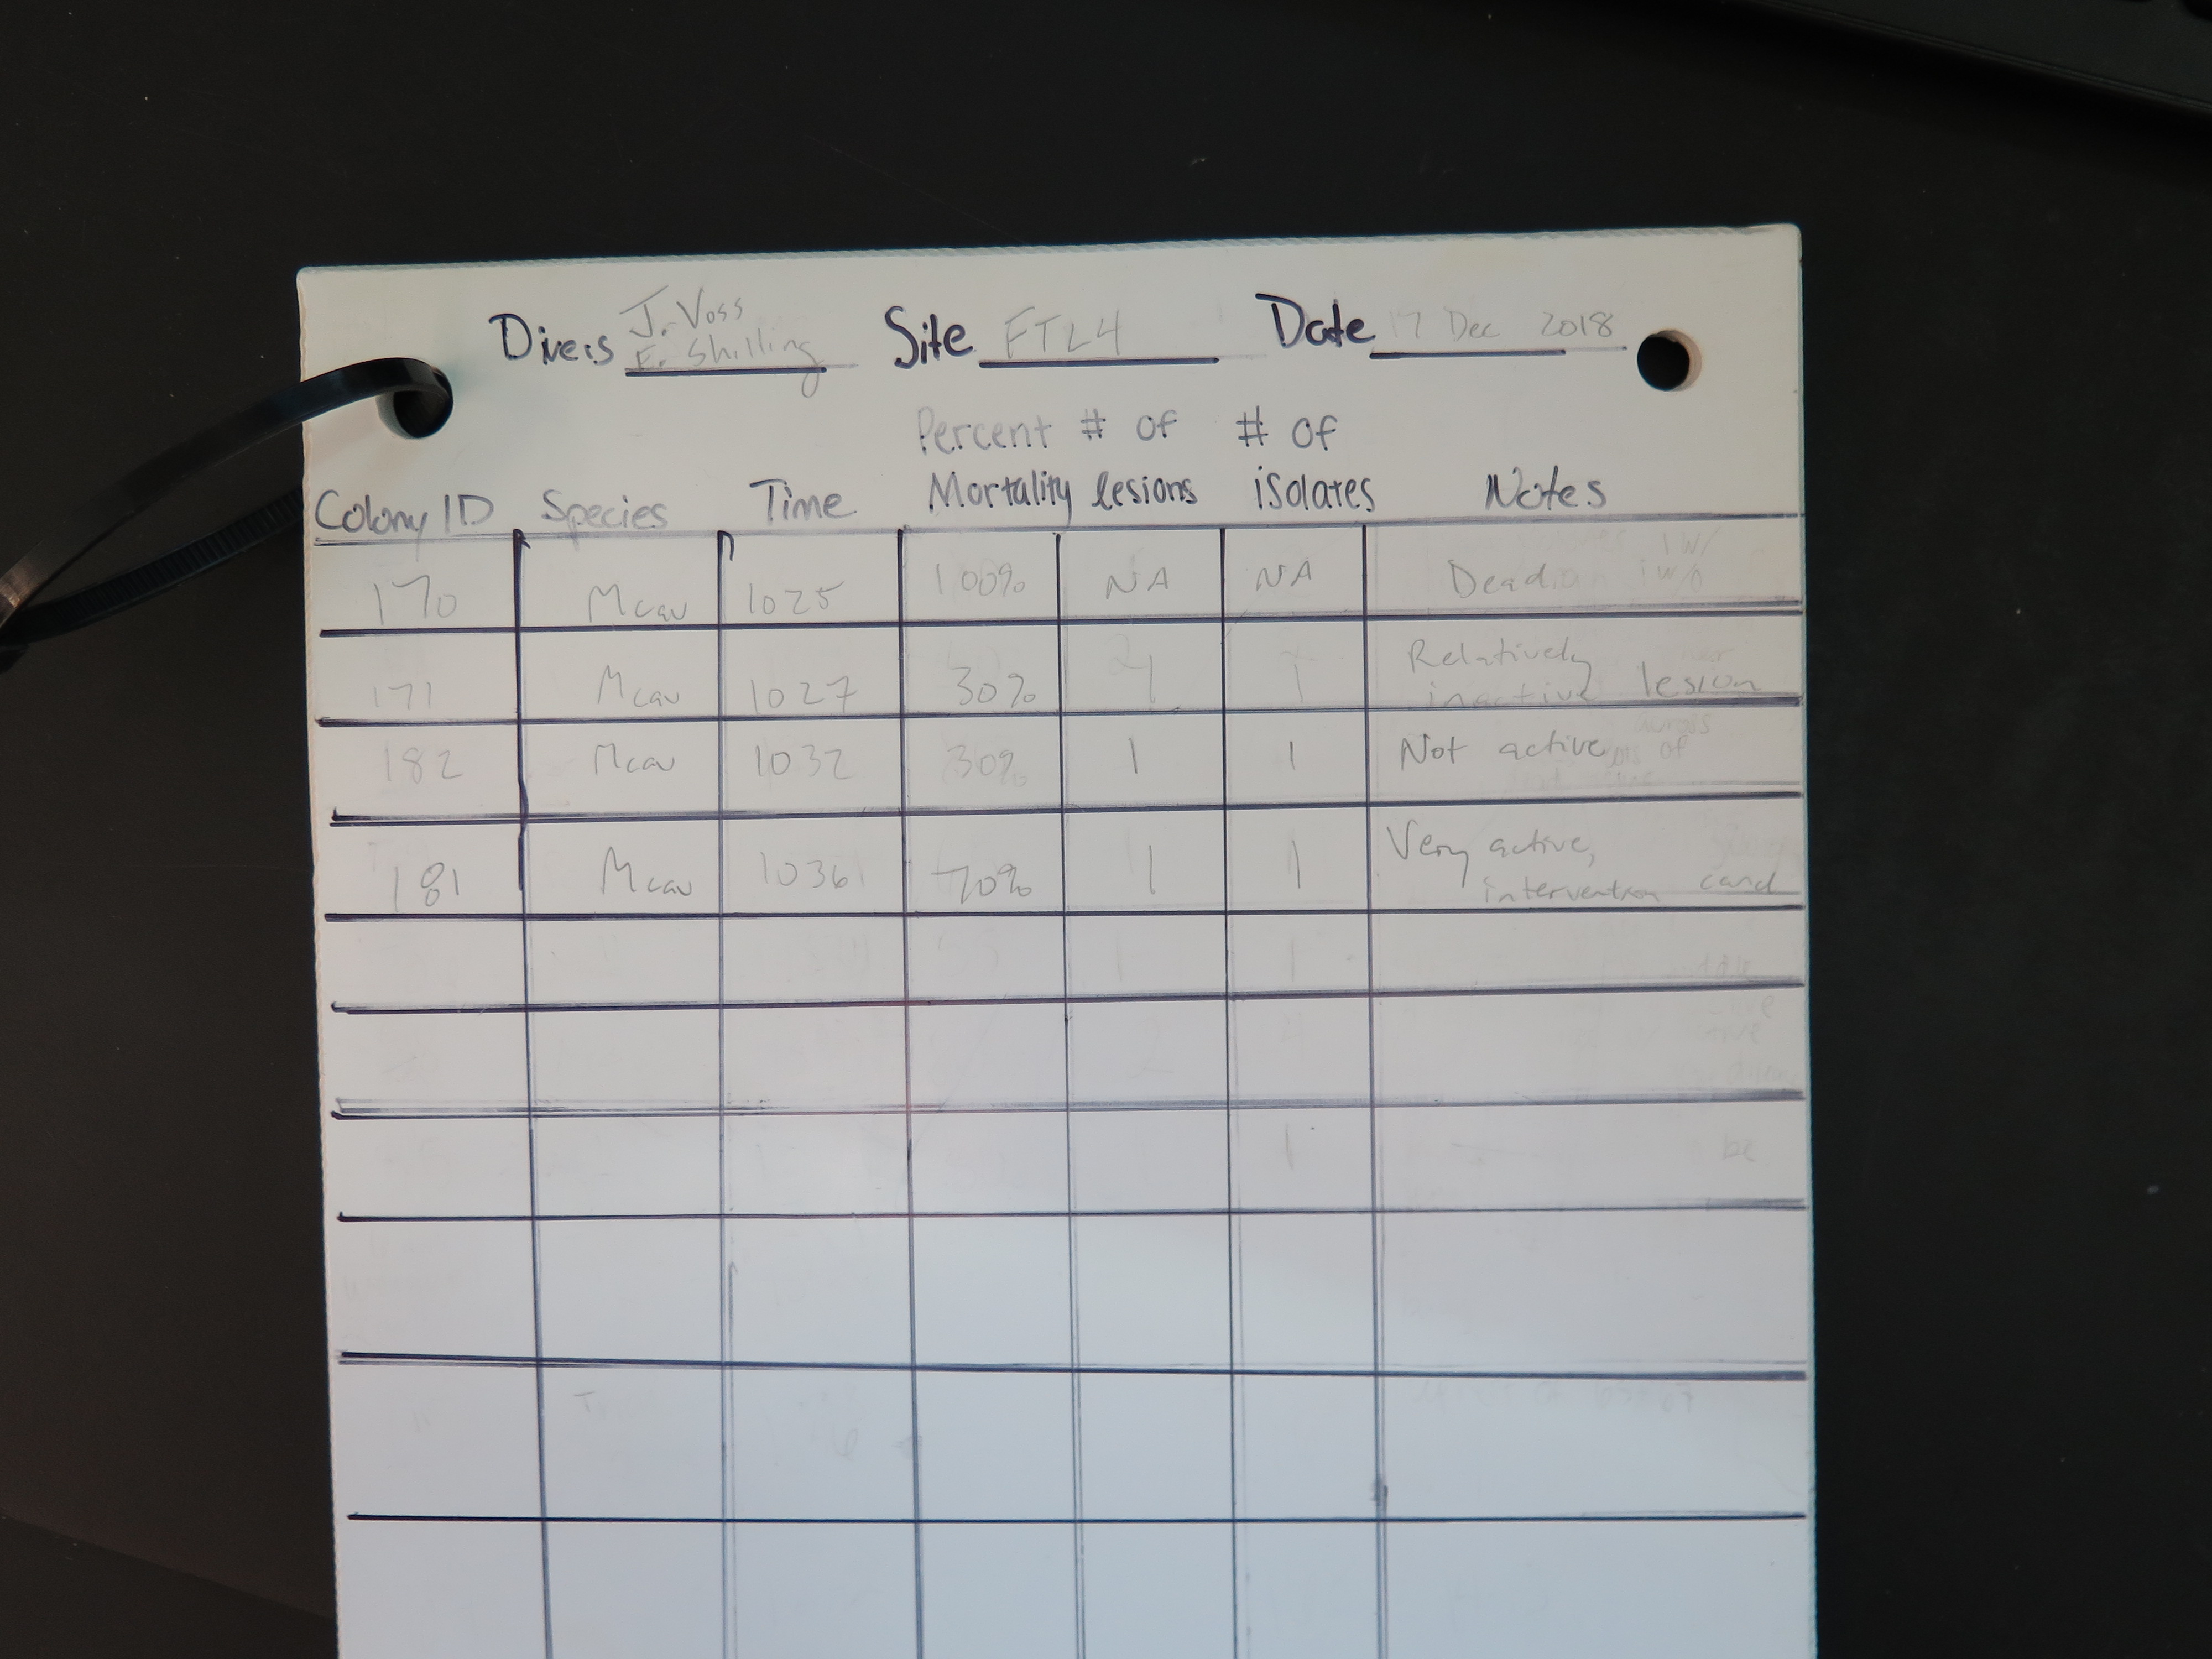 Divers J. Voss E. Shilling Site FTL4 Date 17 Dec 2018
Percent # of # of
Colony ID Species Time Mortality lesions isolates Notes
170 Mcav 1025 100% NA NA Dead
171 Mcav 1027 30% 1 1 Relatively inactive lesion
182 Mcav 1032 30% 1 1 Not active
181 Mcav 1036 70% 1 1 Very active, intervention cand